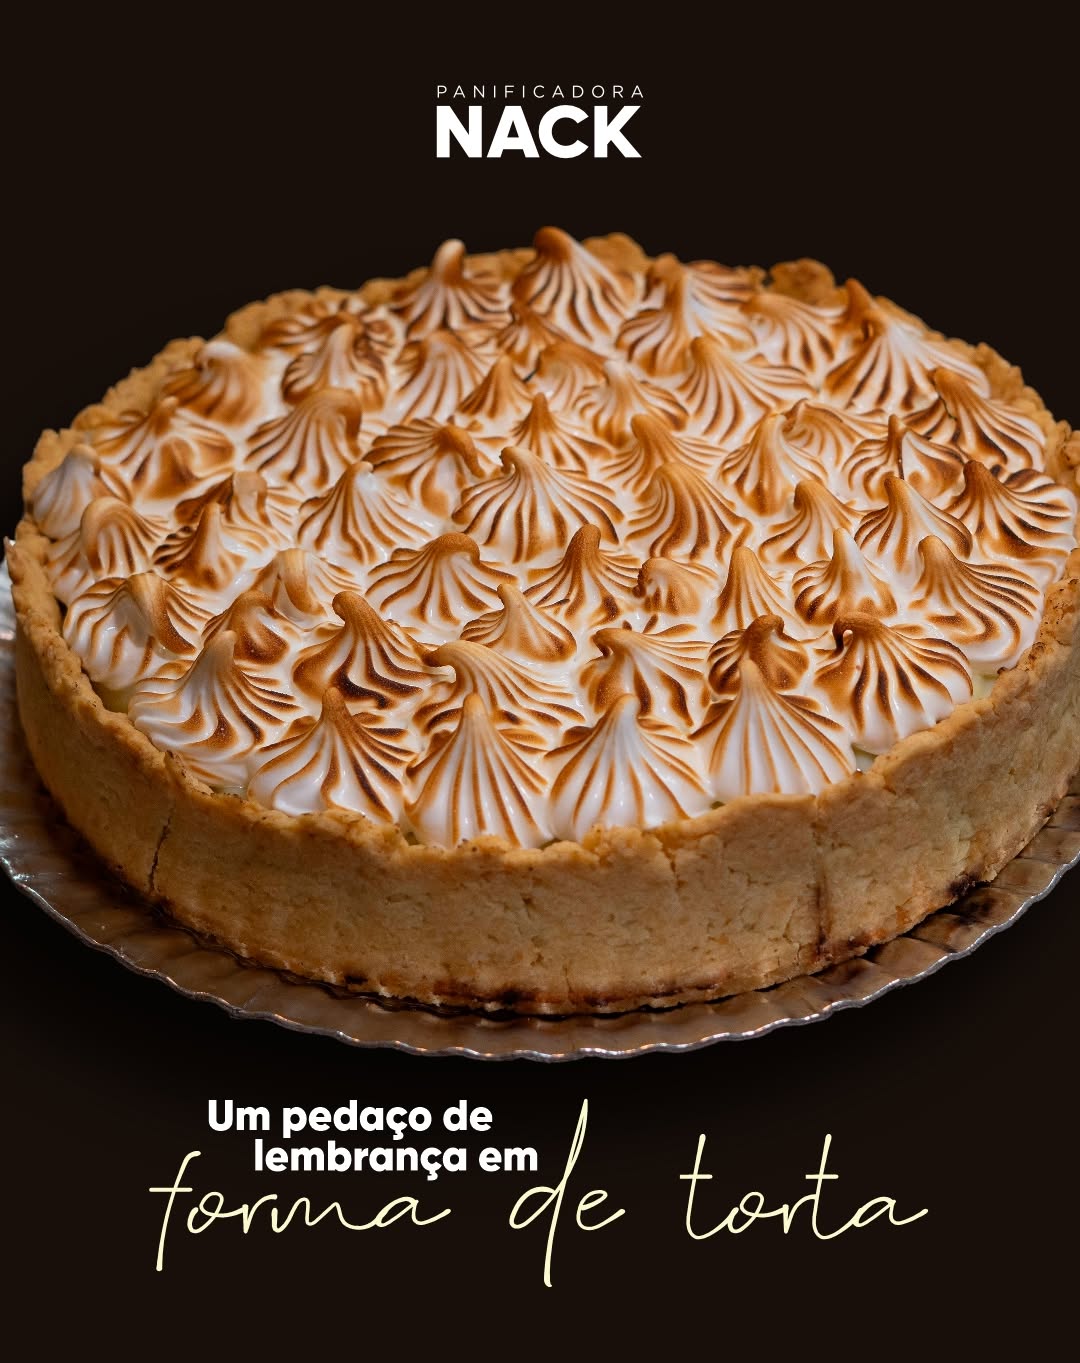 PANIFICADORA
NACK
Um pedaço de
lembrança em
forma de torta